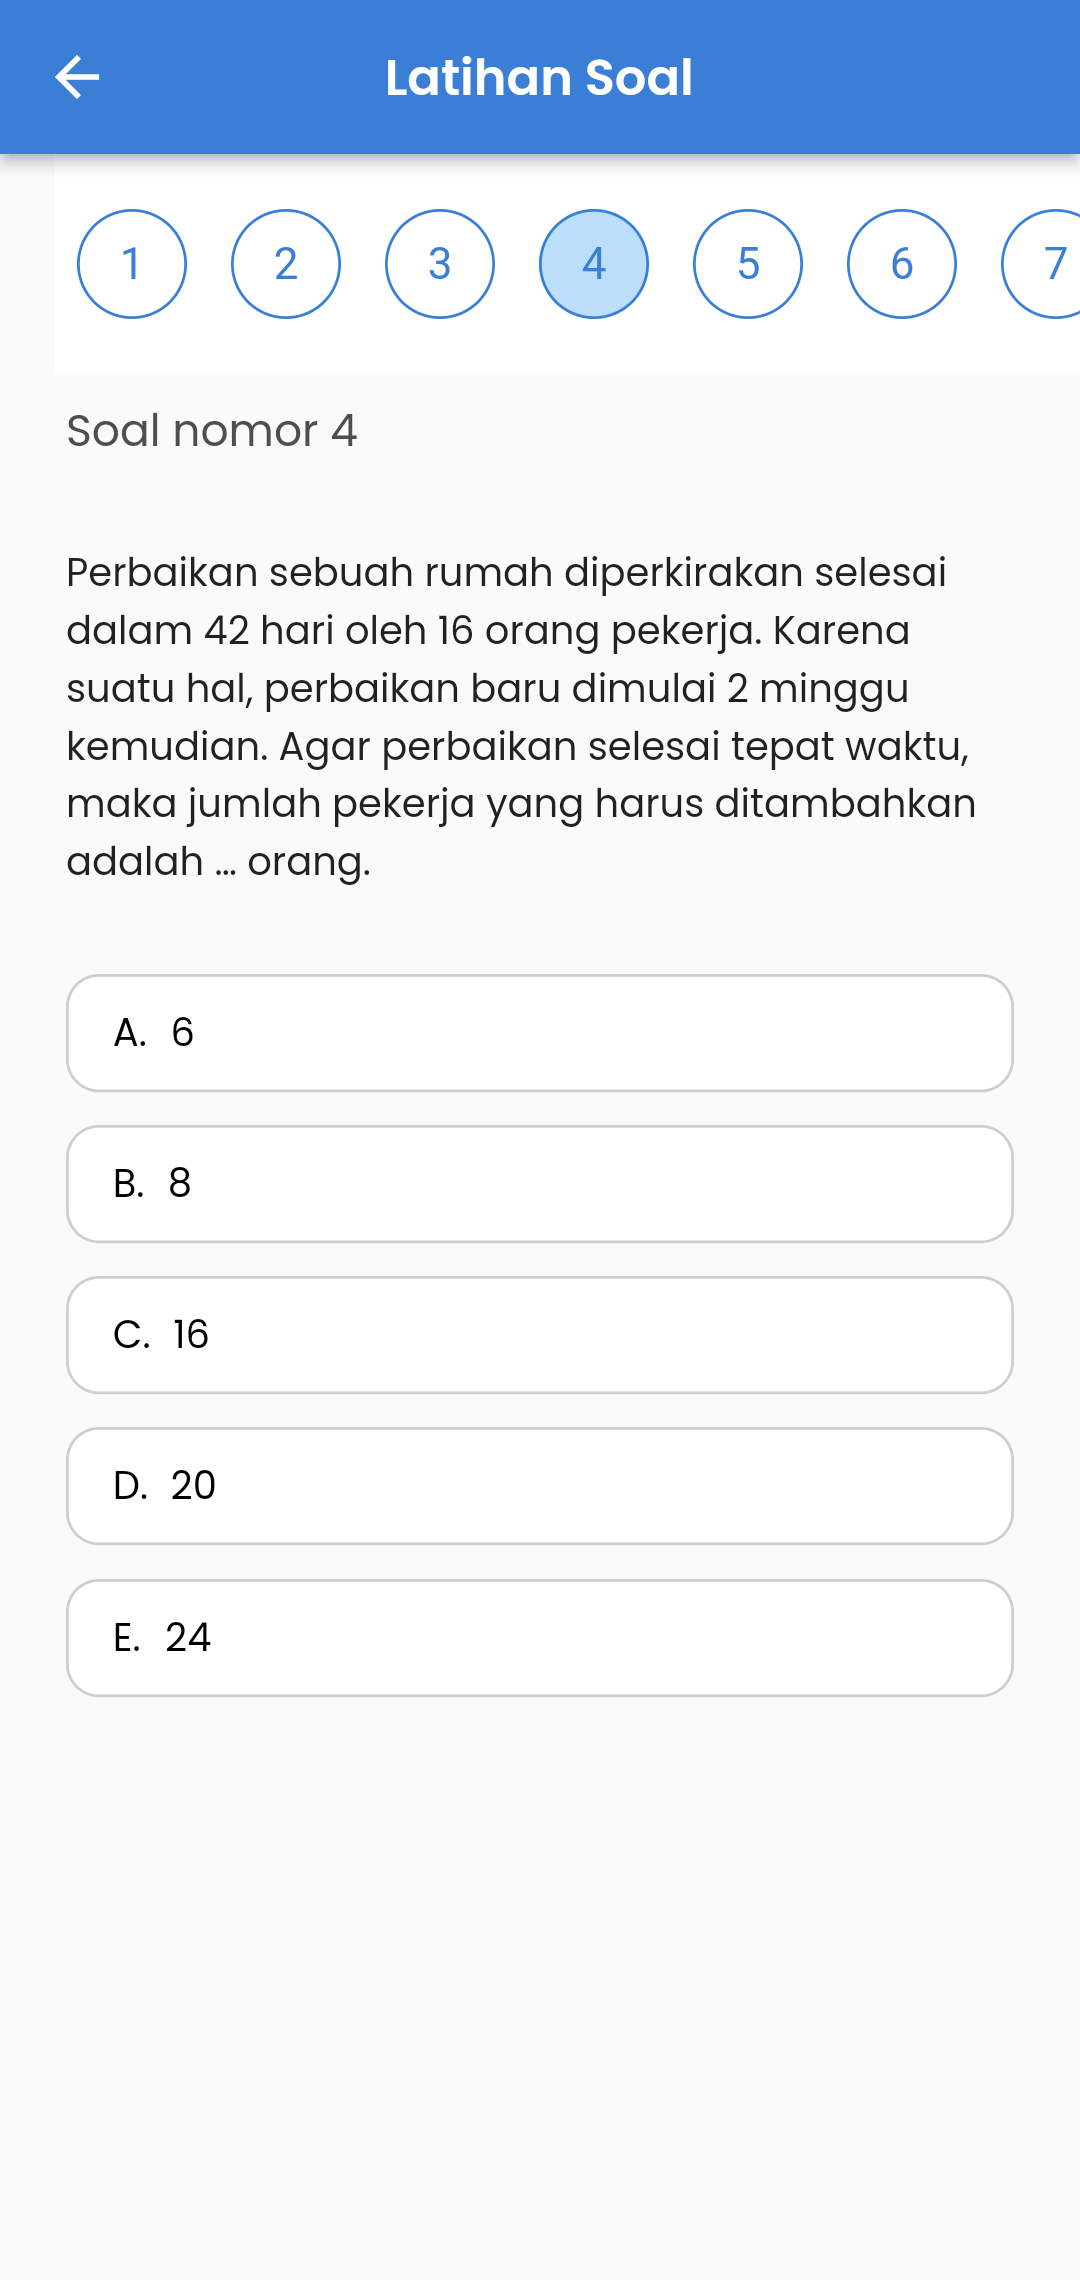 Latihan Soal
1 2 3 4 5 6 7
Soal nomor 4
Perbaikan sebuah rumah diperkirakan selesai
dalam 42 hari oleh 16 orang pekerja. Karena
suatu hal, perbaikan baru dimulai 2 minggu
kemudian. Agar perbaikan selesai tepat waktu,
maka jumlah pekerja yang harus ditambahkan
adalah ... orang.
A. 6
B. 8
C. 16
D. 20
E. 24